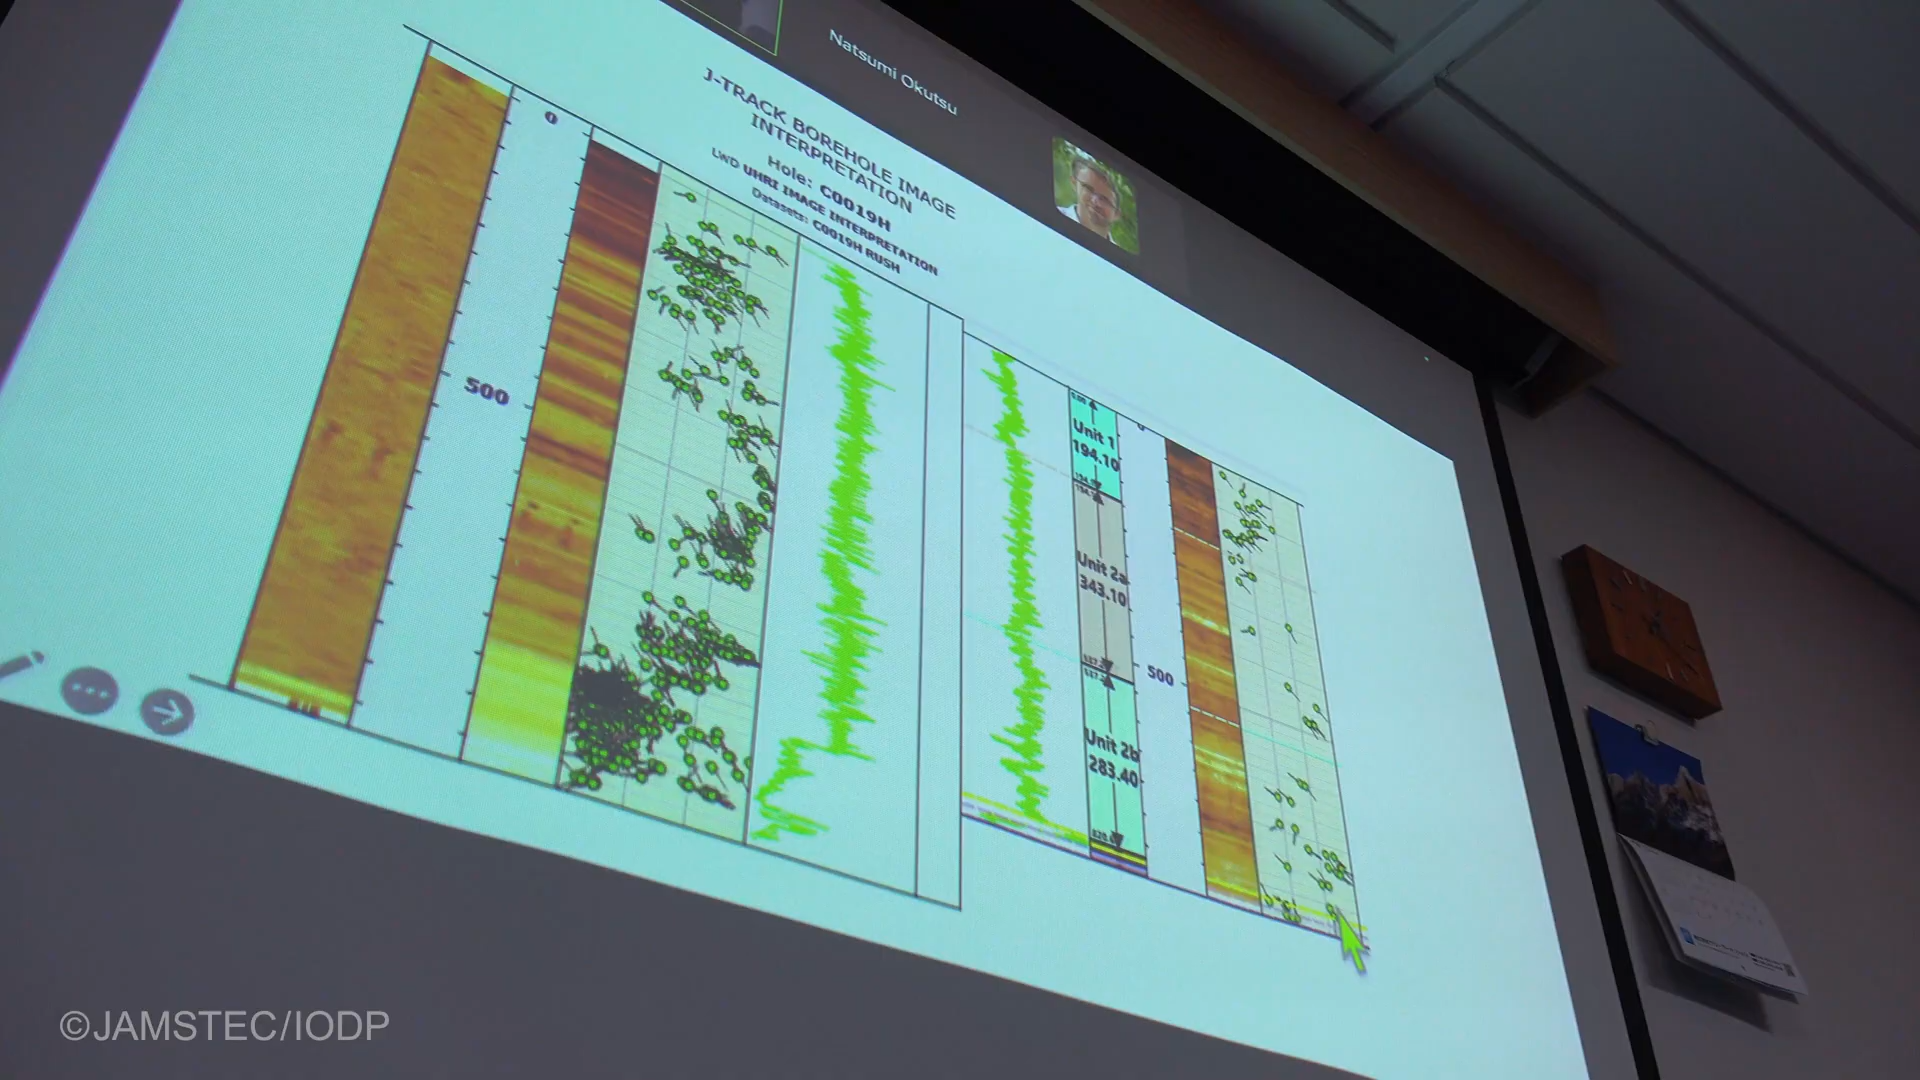 Natsumi Okutsu
J-TRACK BOREHOLE IMAGE
INTERPRETATION
Hole: C0019H
LWD UHRI IMAGE INTERPRETATION
Datasets: C0019H RUSH
0
500
Unit 1
194.10
Unit 2a
343.10
Unit 2b
283.40
0
500
©JAMSTEC/IODP